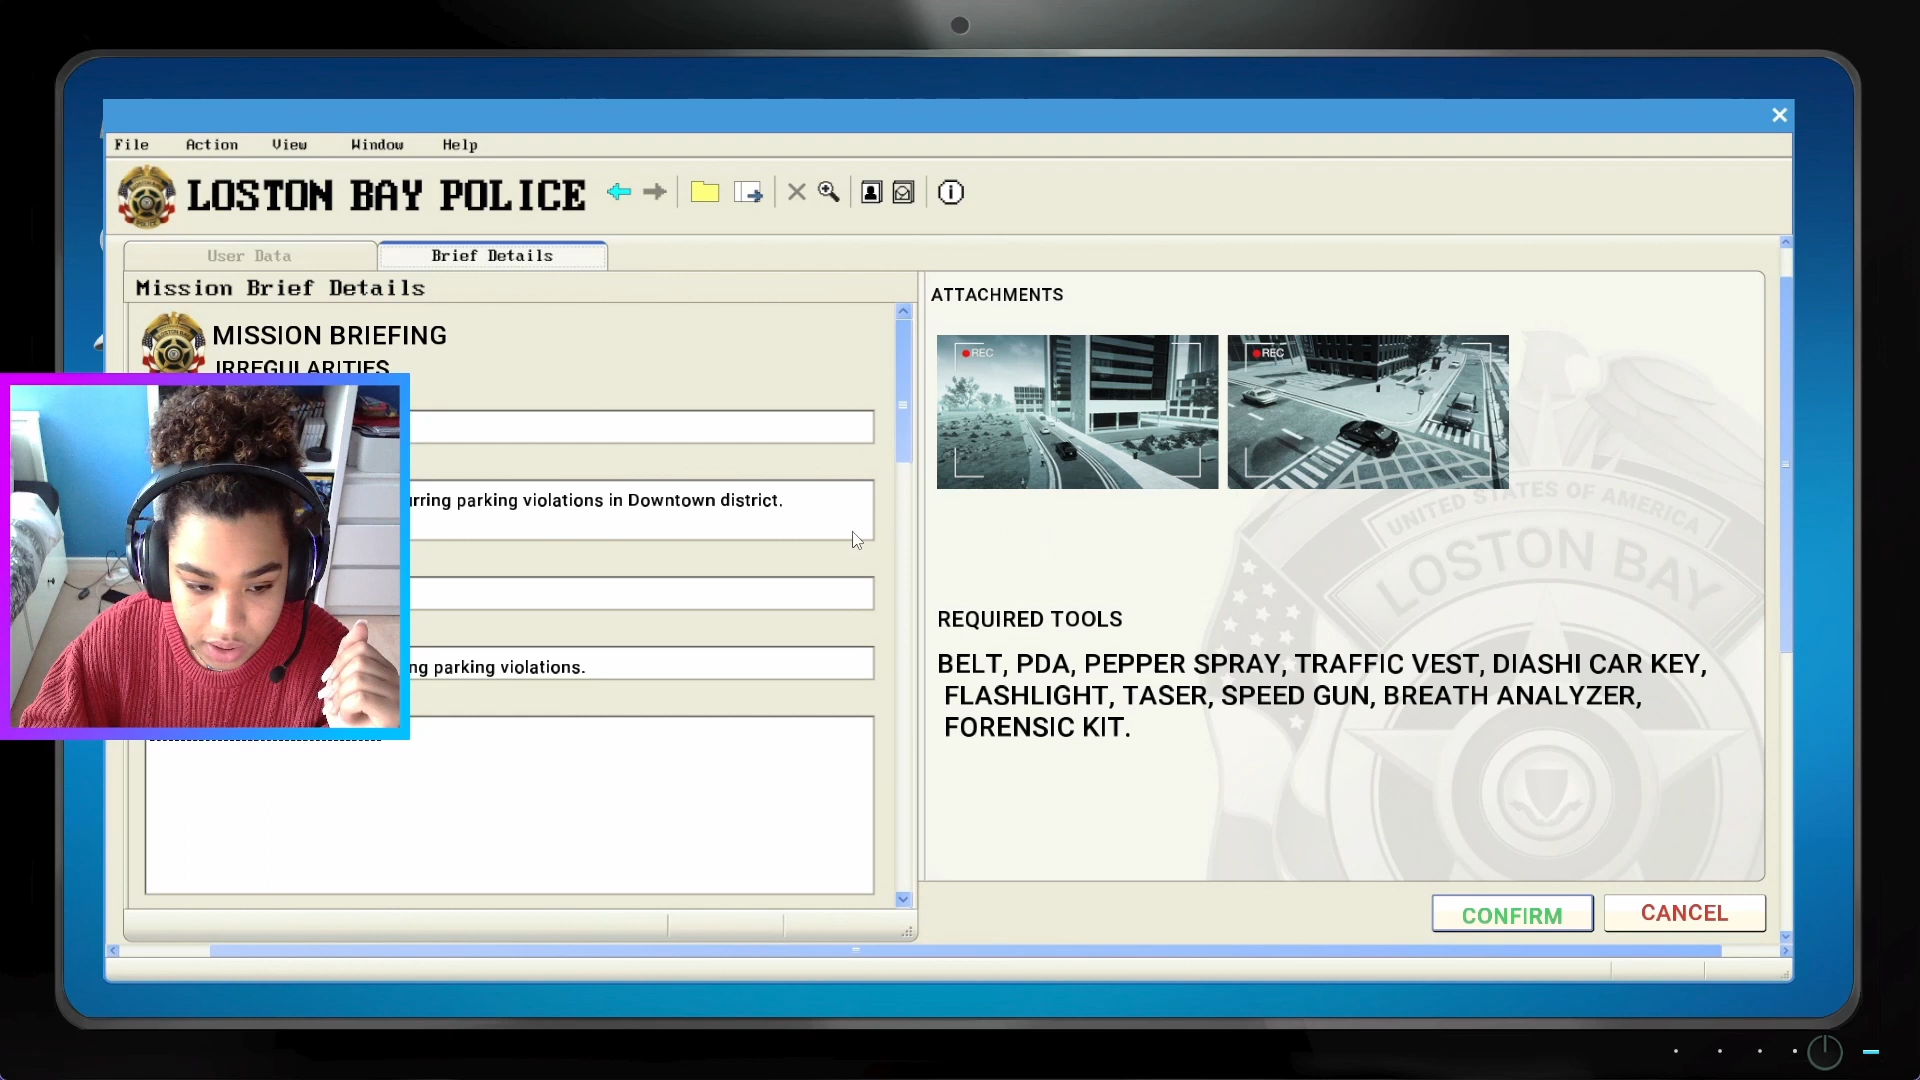 File Action View Window Help
LOSTON BAY POLICE
User Data
Brief Details
Mission Brief Details
MISSION BRIEFING
IRREGULARITIES
parking violations in Downtown district.
parking violations.
ATTACHMENTS
REC
REC
REQUIRED TOOLS
BELT, PDA, PEPPER SPRAY, TRAFFIC VEST, DIASHI CAR KEY,
FLASHLIGHT, TASER, SPEED GUN, BREATH ANALYZER,
FORENSIC KIT.
UNITED STATES OF AMERICA
LOSTON BAY
CONFIRM
CANCEL